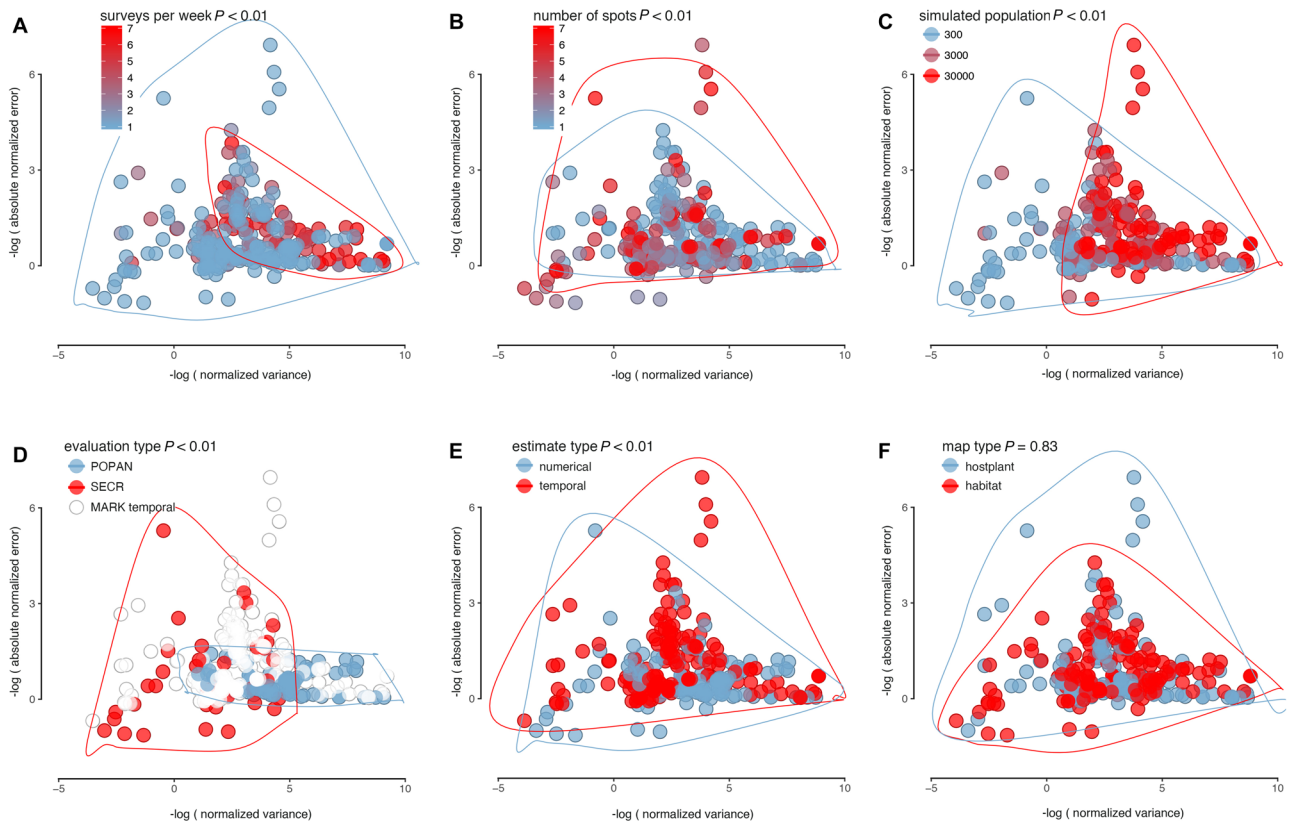 A
surveys per week P < 0.01
7
6
5
4
3
2
1
6
3
0
-log ( absolute normalized error)
-5 0 5 10
-log ( normalized variance)
B
number of spots P < 0.01
7
6
5
4
3
2
1
6
3
0
-log ( absolute normalized error)
-5 0 5 10
-log ( normalized variance)
C
simulated population P < 0.01
300
3000
30000
6
3
0
-log ( absolute normalized error)
-5 0 5 10
-log ( normalized variance)
D
evaluation type P < 0.01
POPAN
SECR
MARK temporal
6
3
0
-log ( absolute normalized error)
-5 0 5 10
-log ( normalized variance)
E
estimate type P < 0.01
numerical
temporal
6
3
0
-log ( absolute normalized error)
-5 0 5 10
-log ( normalized variance)
F
map type P = 0.83
hostplant
habitat
6
3
0
-log ( absolute normalized error)
-5 0 5 10
-log ( normalized variance)